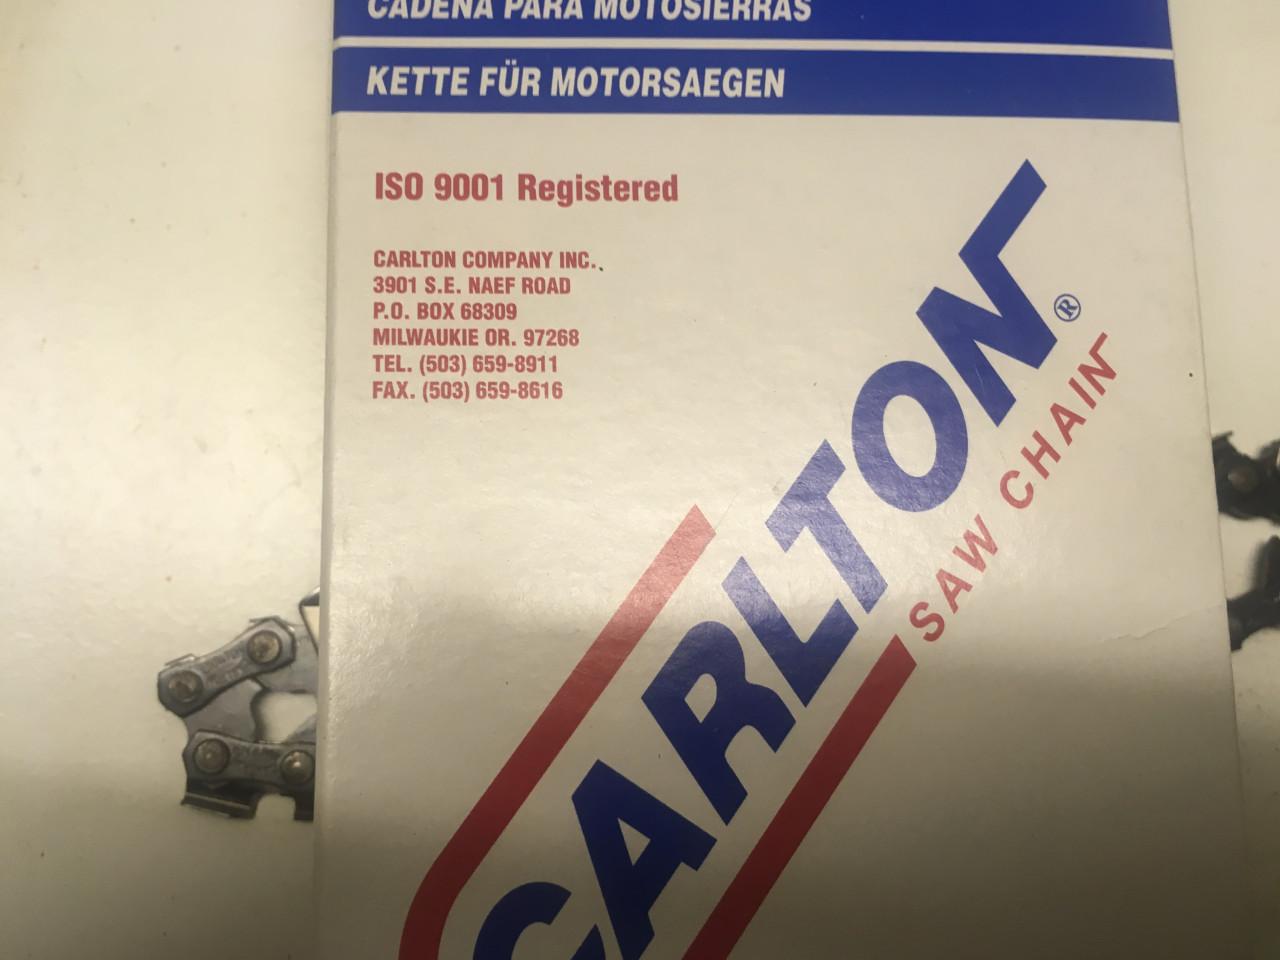 CADENA PARA MOTOSIERRAS
KETTE FÜR MOTORSAEGEN
ISO 9001 Registered
CARLTON COMPANY INC.
3901 S.E. NAEF ROAD
P.O. BOX 68309
MILWAUKIE OR. 97268
TEL. (503) 659-8911
FAX. (503) 659-8616
CARLTON®
SAW CHAIN